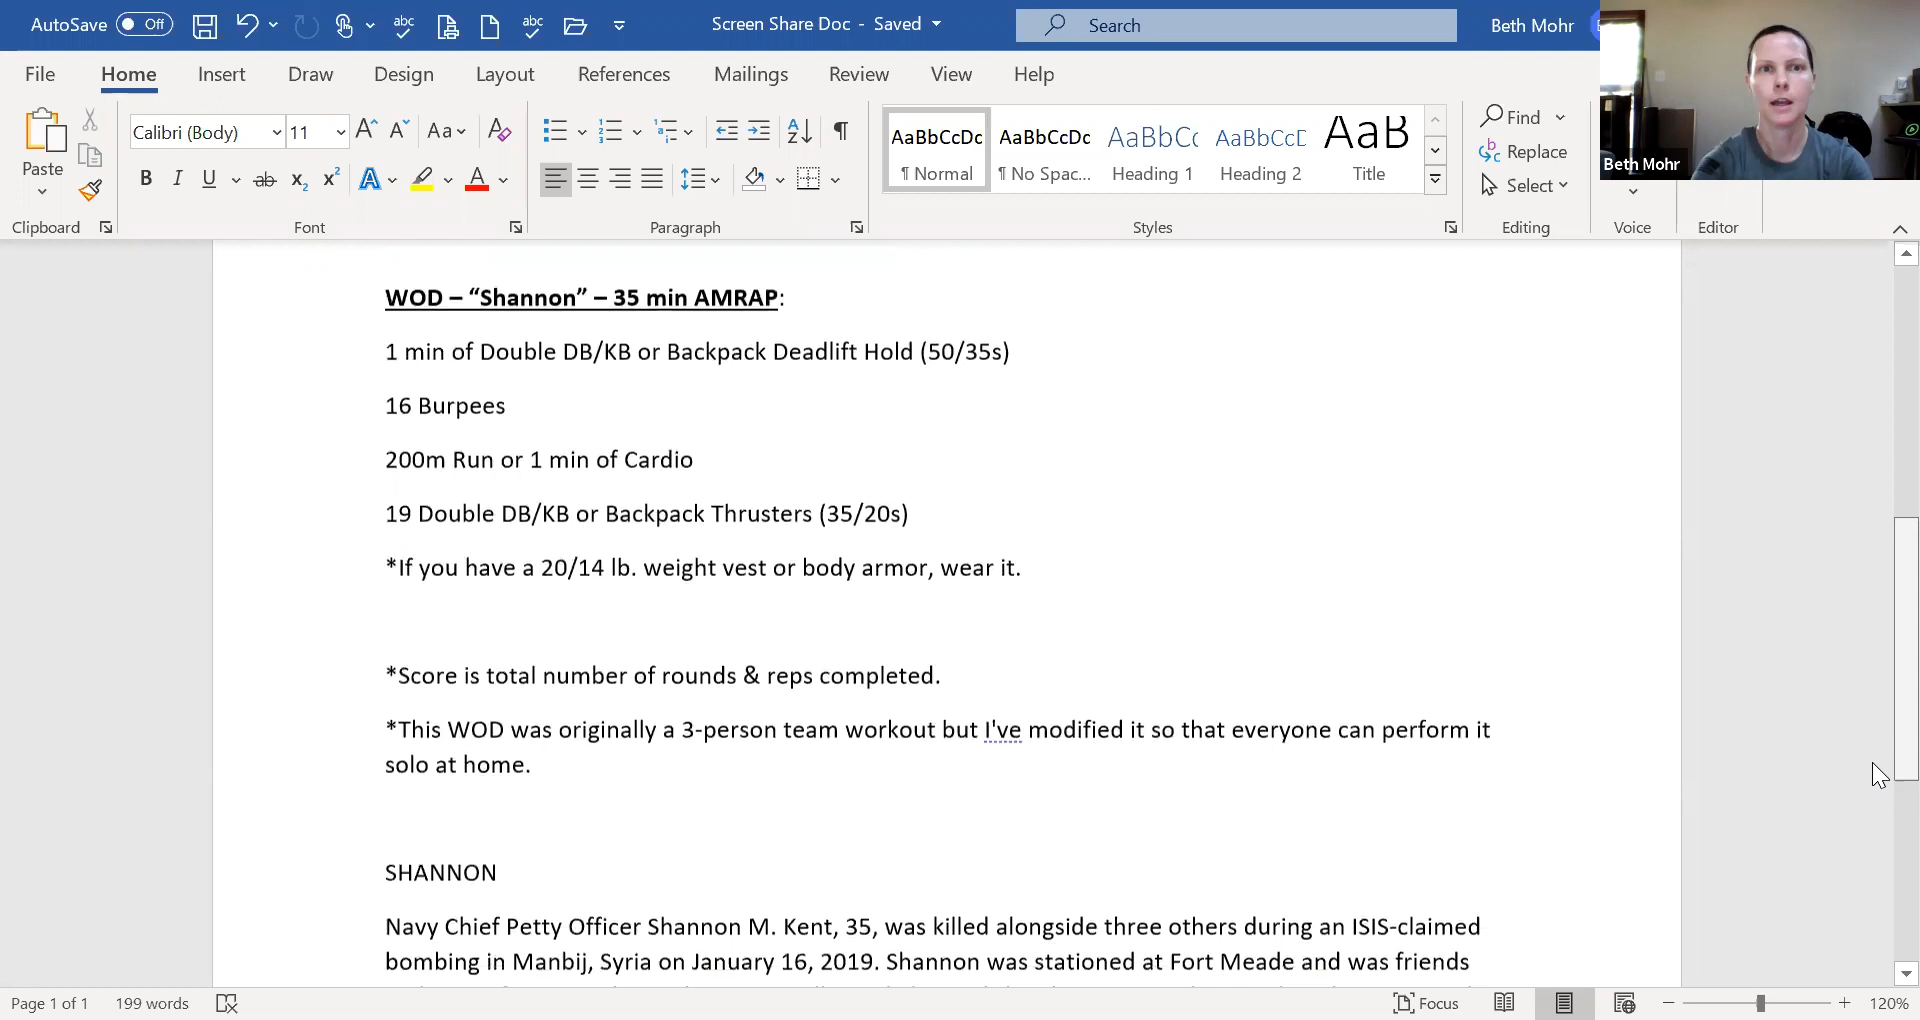 AutoSave Off
Screen Share Doc - Saved
Search
Beth Mohr
File Home Insert Draw Design Layout References Mailings Review View Help
Paste
Clipboard
Calibri (Body) 11
Font
Paragraph
AaBbCcDc AaBbCcDc AaBbCc AaBbCcD AaB
¶ Normal ¶ No Spac... Heading 1 Heading 2 Title
Styles
Find
Replace
Select
Editing
Voice
Editor
Beth Mohr
WOD – “Shannon” – 35 min AMRAP:
1 min of Double DB/KB or Backpack Deadlift Hold (50/35s)
16 Burpees
200m Run or 1 min of Cardio
19 Double DB/KB or Backpack Thrusters (35/20s)
*If you have a 20/14 lb. weight vest or body armor, wear it.
*Score is total number of rounds & reps completed.
*This WOD was originally a 3-person team workout but I've modified it so that everyone can perform it
solo at home.
SHANNON
Navy Chief Petty Officer Shannon M. Kent, 35, was killed alongside three others during an ISIS-claimed
bombing in Manbij, Syria on January 16, 2019. Shannon was stationed at Fort Meade and was friends
Page 1 of 1 199 words
Focus
120%